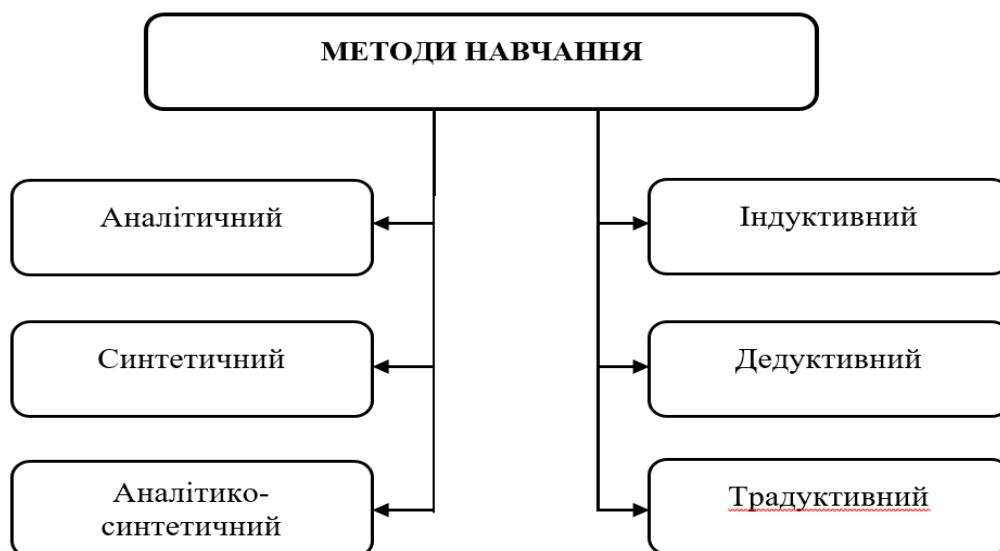 МЕТОДИ НАВЧАННЯ
Аналітичний
Індуктивний
Синтетичний
Дедуктивний
Аналітико-
синтетичний
Традуктивний